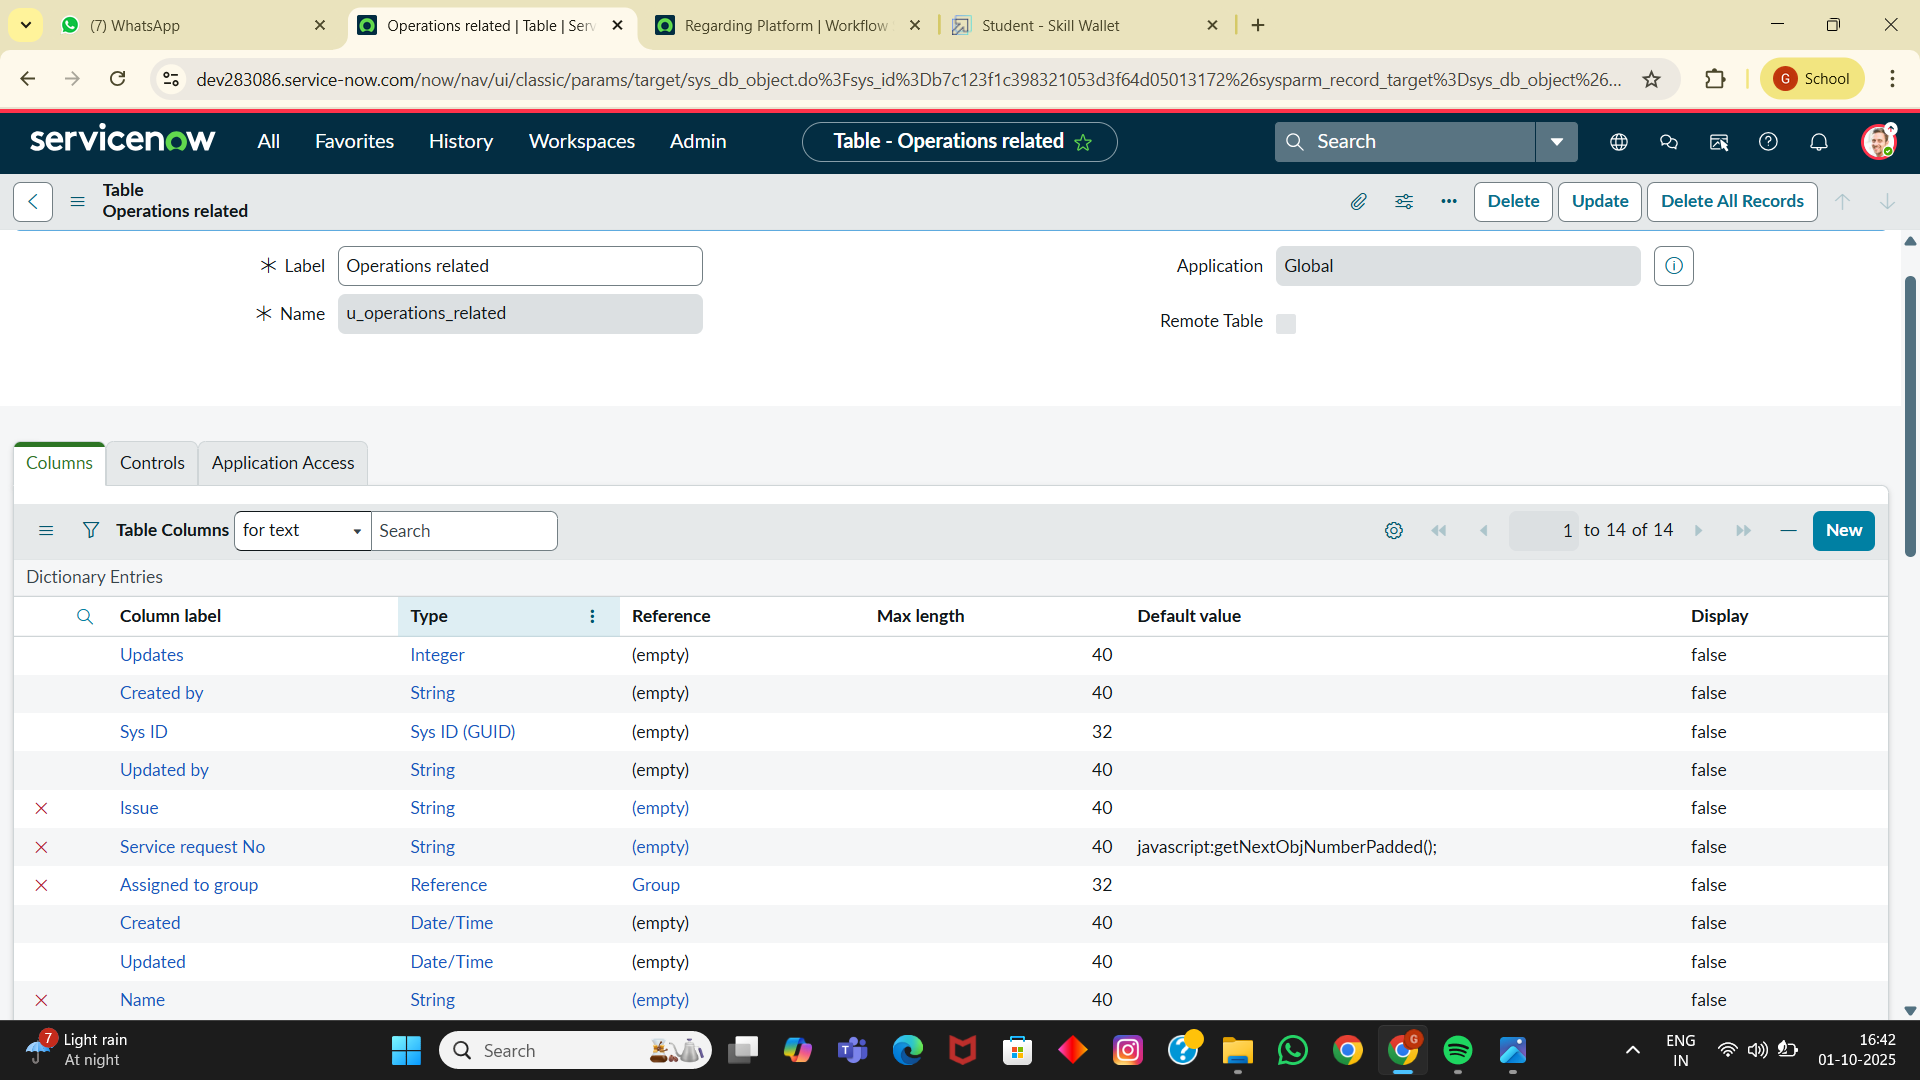 (7) WhatsApp
Operations related | Table | Serv
Regarding Platform | Workflow
Student - Skill Wallet
dev283086.service-now.com/now/nav/ui/classic/params/target/sys_db_object.do%3Fsys_id%3Db7c123f1c398321053d3f64d05013172%26sysparm_record_target%3Dsys_db_object%26...
G School
servicenow All Favorites History Workspaces Admin
Table - Operations related
Search
Table
Operations related
Delete Update Delete All Records
Label Operations related Application Global
Name u_operations_related Remote Table
Columns Controls Application Access
Table Columns for text Search 1 to 14 of 14 New
Dictionary Entries
Column label Type Reference Max length Default value Display
Updates Integer (empty) 40 false
Created by String (empty) 40 false
Sys ID Sys ID (GUID) (empty) 32 false
Updated by String (empty) 40 false
Issue String (empty) 40 false
Service request No String (empty) 40 javascript:getNextObjNumberPadded(); false
Assigned to group Reference Group 32 false
Created Date/Time (empty) 40 false
Updated Date/Time (empty) 40 false
Name String (empty) 40 false
7 Light rain
At night
Search
G
ENG
IN
16:42
01-10-2025